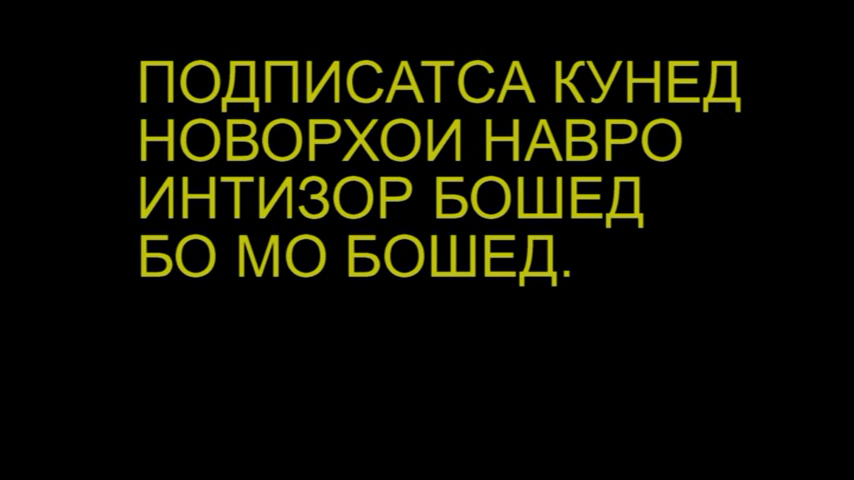 ПОДПИСАТСА КУНЕД
НОВОРХОИ НАВРО
ИНТИЗОР БОШЕД
БО МО БОШЕД.